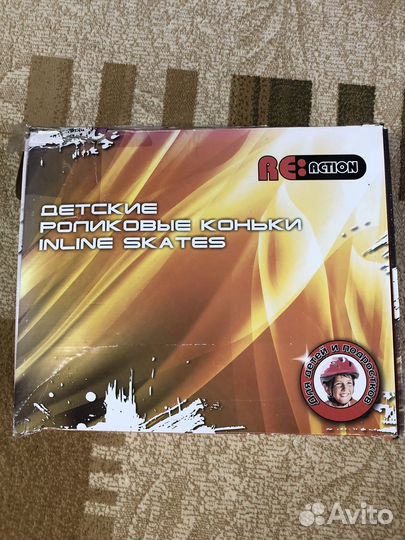 RE:ACTION
ДЕТСКИЕ
РОЛИКОВЫЕ КОНЬКИ
INLINE SKATES
Для детей и подростков
Avito